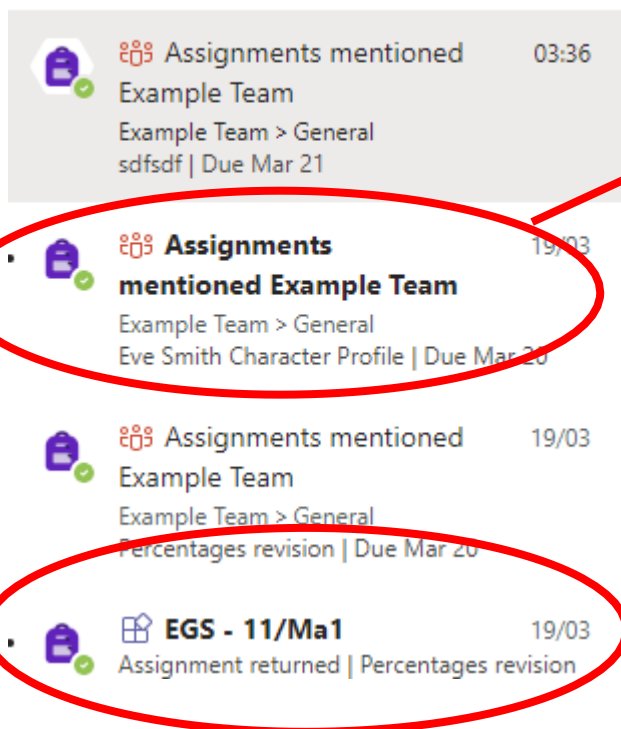 Assignments mentioned 03:36
Example Team
Example Team > General
sdfsdf | Due Mar 21
Assignments 19/03
mentioned Example Team
Example Team > General
Eve Smith Character Profile | Due Mar 20
Assignments mentioned 19/03
Example Team
Example Team > General
Percentages revision | Due Mar 20
EGS - 11/Ma1 19/03
Assignment returned | Percentages revision